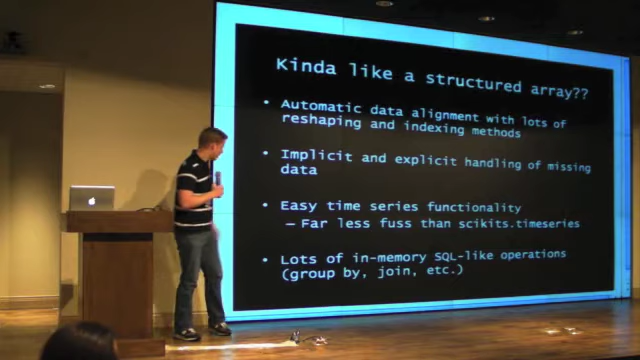 Kinda like a structured array??
• Automatic data alignment with lots of
reshaping and indexing methods
• Implicit and explicit handling of missing
data
• Easy time series functionality
— Far less fuss than scikits.timeseries
• Lots of in-memory SQL-like operations
(group by, join, etc.)